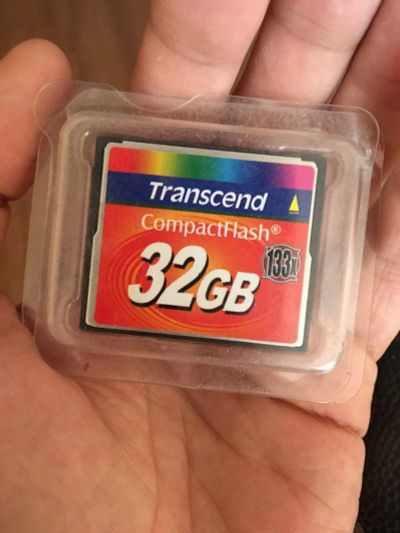 Transcend
CompactFlash®
133x
32GB